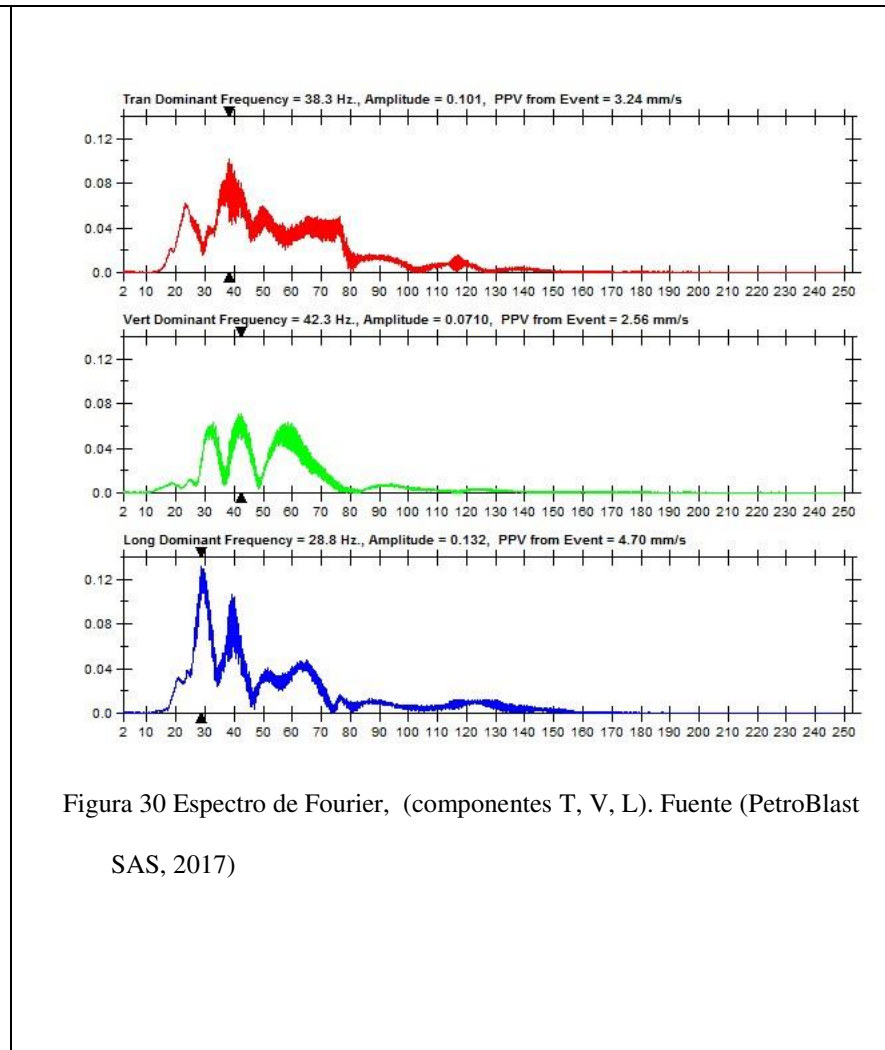 Tran Dominant Frequency = 38.3 Hz., Amplitude = 0.101, PPV from Event = 3.24 mm/s
0.12
0.08
0.04
0.0
2 10 20 30 40 50 60 70 80 90 100 110 120 130 140 150 160 170 180 190 200 210 220 230 240 250
Vert Dominant Frequency = 42.3 Hz., Amplitude = 0.0710, PPV from Event = 2.56 mm/s
0.12
0.08
0.04
0.0
2 10 20 30 40 50 60 70 80 90 100 110 120 130 140 150 160 170 180 190 200 210 220 230 240 250
Long Dominant Frequency = 28.8 Hz., Amplitude = 0.132, PPV from Event = 4.70 mm/s
0.12
0.08
0.04
0.0
2 10 20 30 40 50 60 70 80 90 100 110 120 130 140 150 160 170 180 190 200 210 220 230 240 250
Figura 30 Espectro de Fourier, (componentes T, V, L). Fuente (PetroBlast
SAS, 2017)